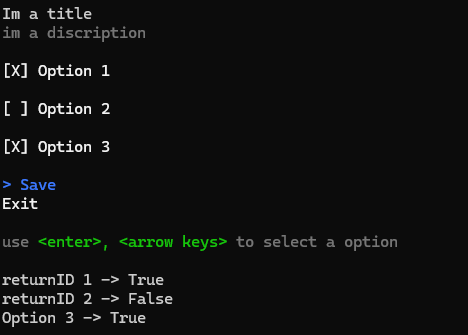 Im a title
im a discription
[X] Option 1
[ ] Option 2
[X] Option 3
> Save
Exit
use <enter>, <arrow keys> to select a option
returnID 1 -> True
returnID 2 -> False
Option 3 -> True